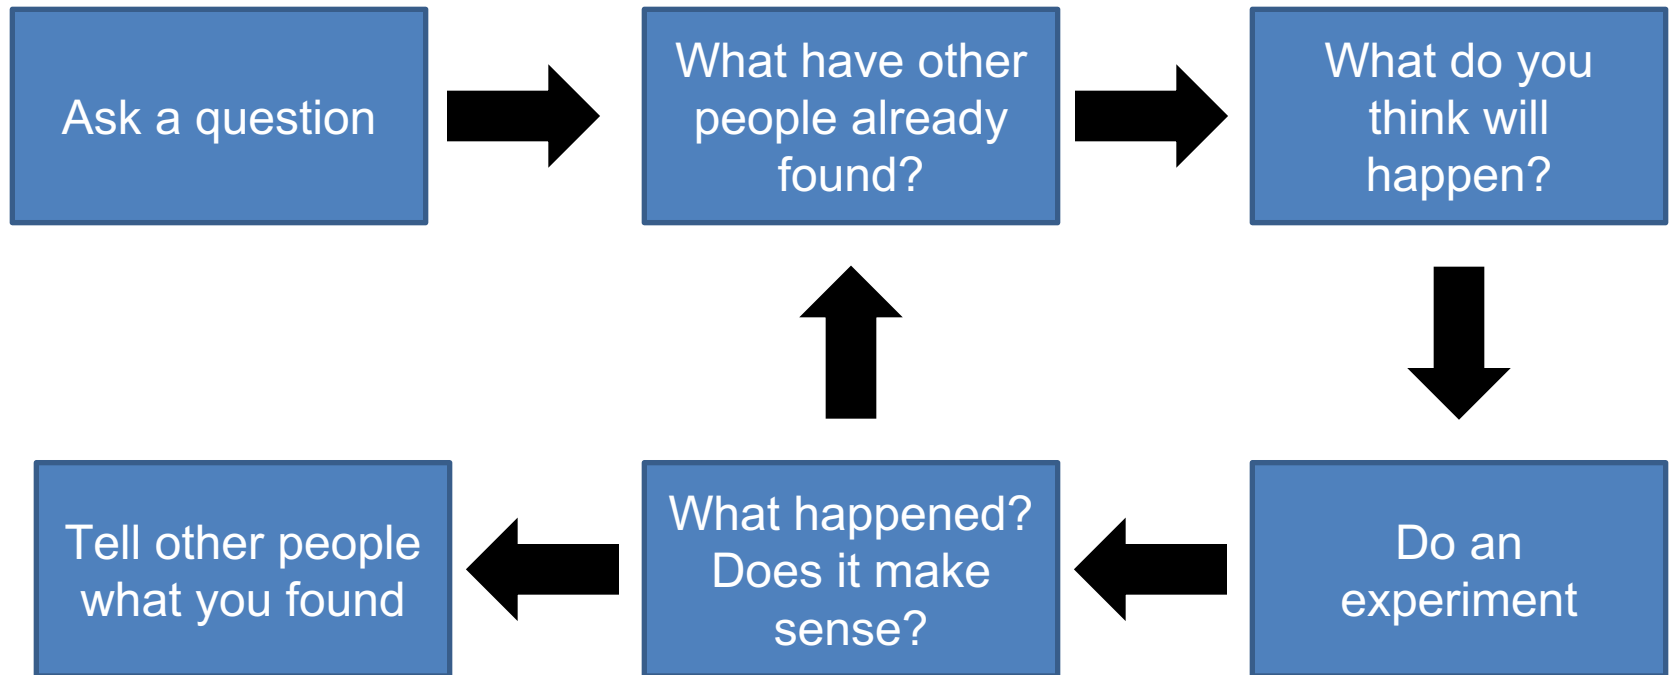 Ask a question
What have other
people already
found?
What do you
think will
happen?
Do an
experiment
What happened?
Does it make
sense?
Tell other people
what you found